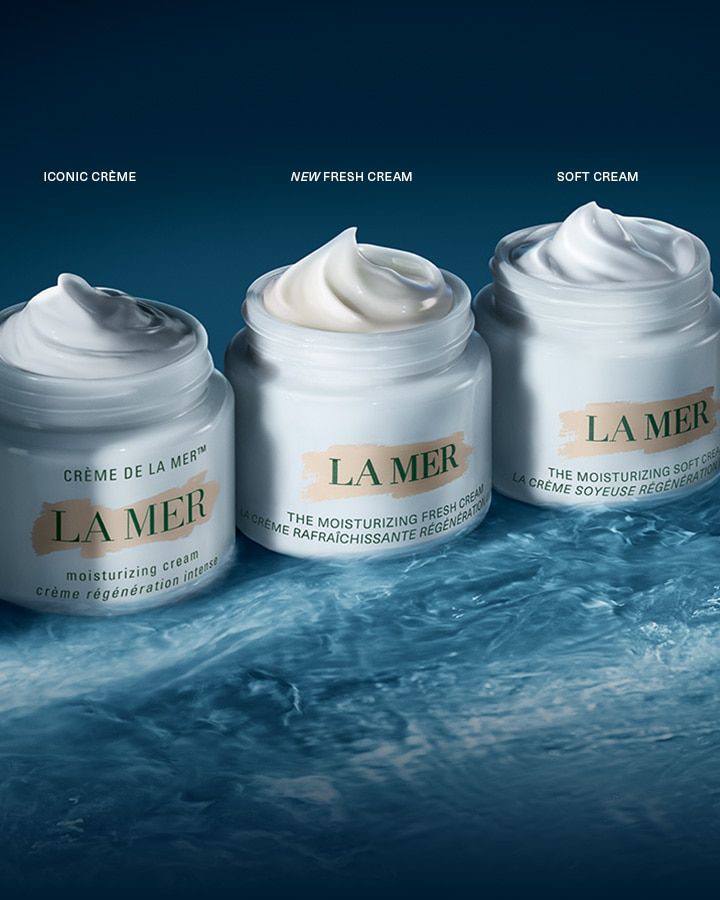 ICONIC CRÈME
NEW FRESH CREAM
SOFT CREAM
CRÈME DE LA MER™
LA MER
moisturizing cream
crème régénération intense
LA MER
THE MOISTURIZING FRESH CREAM
LA CRÈME RAFRAÎCHISSANTE RÉGÉNÉRATION
LA MER
THE MOISTURIZING SOFT
LA CRÈME SOYEUSE RÉGÉNÉRATION